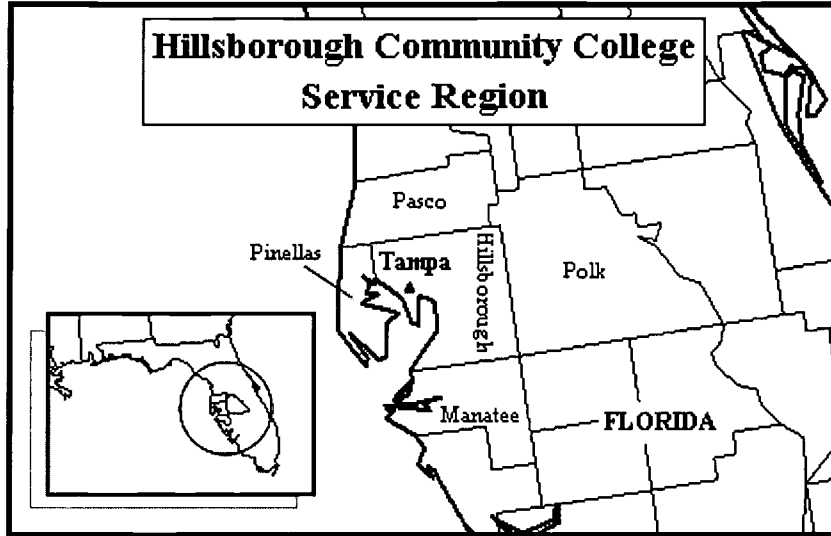 Hillsborough Community College
Service Region
Pasco
Pinellas
Tampa
Hillsborough
Polk
Manatee
FLORIDA